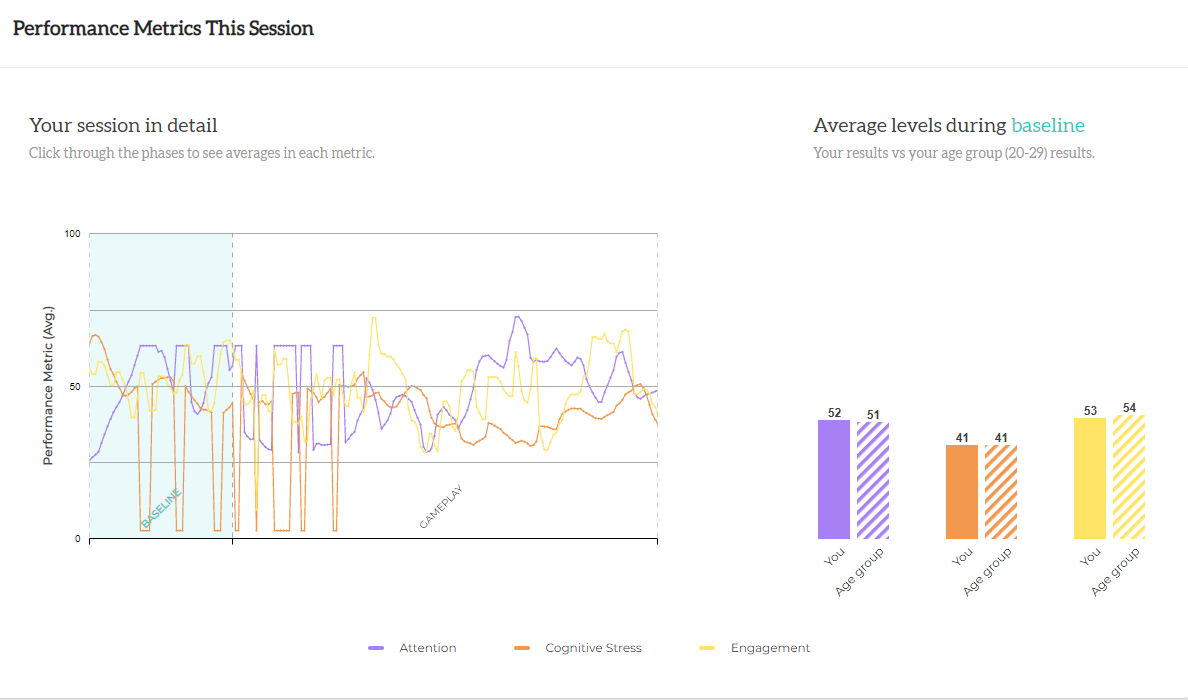 Performance Metrics This Session
Your session in detail
Click through the phases to see averages in each metric.
Average levels during baseline
Your results vs your age group (20-29) results.
100
50
0
Performance Metric (Avg.)
BASELINE
GAMEPLAY
52
51
41
41
53
54
You
Age group
You
Age group
You
Age group
Attention
Cognitive Stress
Engagement